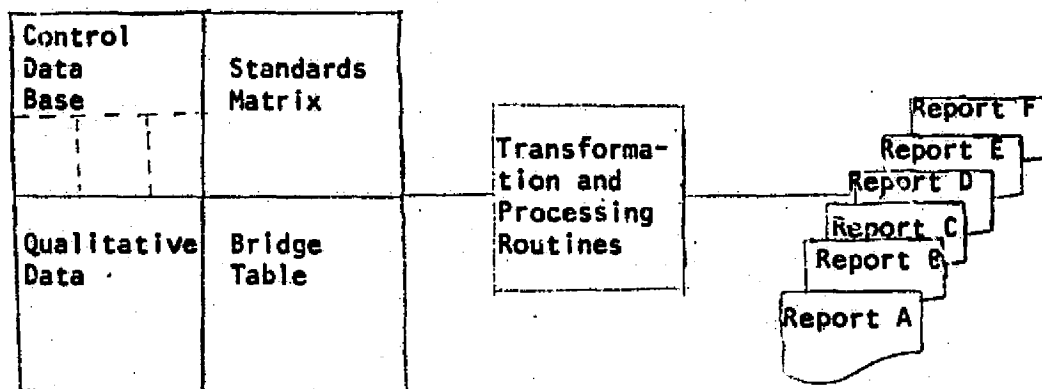 Control
Data
Base
Standards
Matrix
Qualitative
Data
Bridge
Table
Transforma-
tion and
Processing
Routines
Report F
Report E
Report D
Report C
Report B
Report A